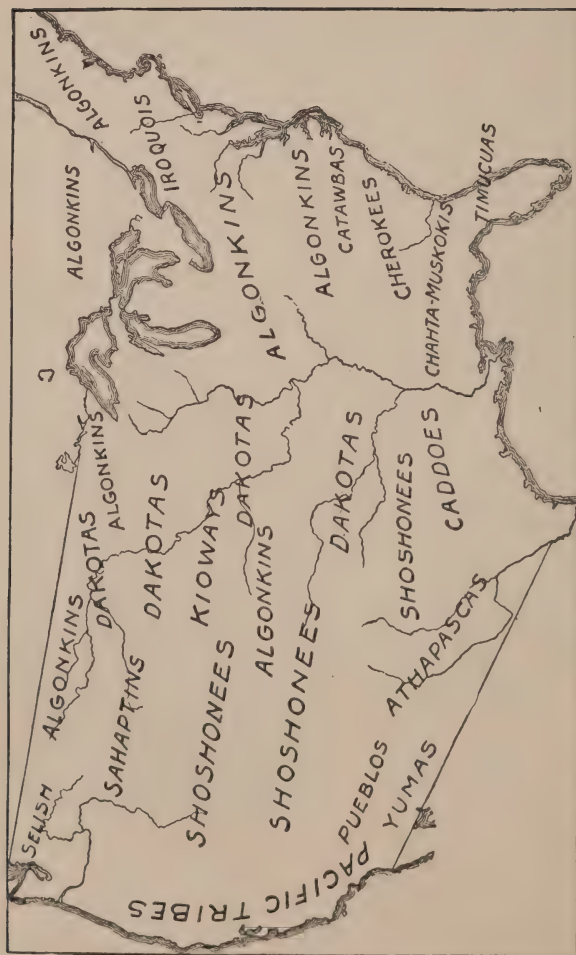 ALGONKINS
ALGONKINS
ALGONKINS
SELISH
ALGONKINS
DAKOTAS
ALGONKINS
IROQUOIS
SAHAPTINS
DAKOTAS
KIOWAYS
SHOSHONEES
DAKOTAS
ALGONKINS
ALGONKINS
SHOSHONEES
PACIFIC TRIBES
ALGONKINS
CATAWBAS
DAKOTAS
CHEROKEES
PUEBLOS
SHOSHONEES
YUMAS
ATHAPASCAS
CADDOES
CHAHTA-MUSKOKIS
TIMUCUAS